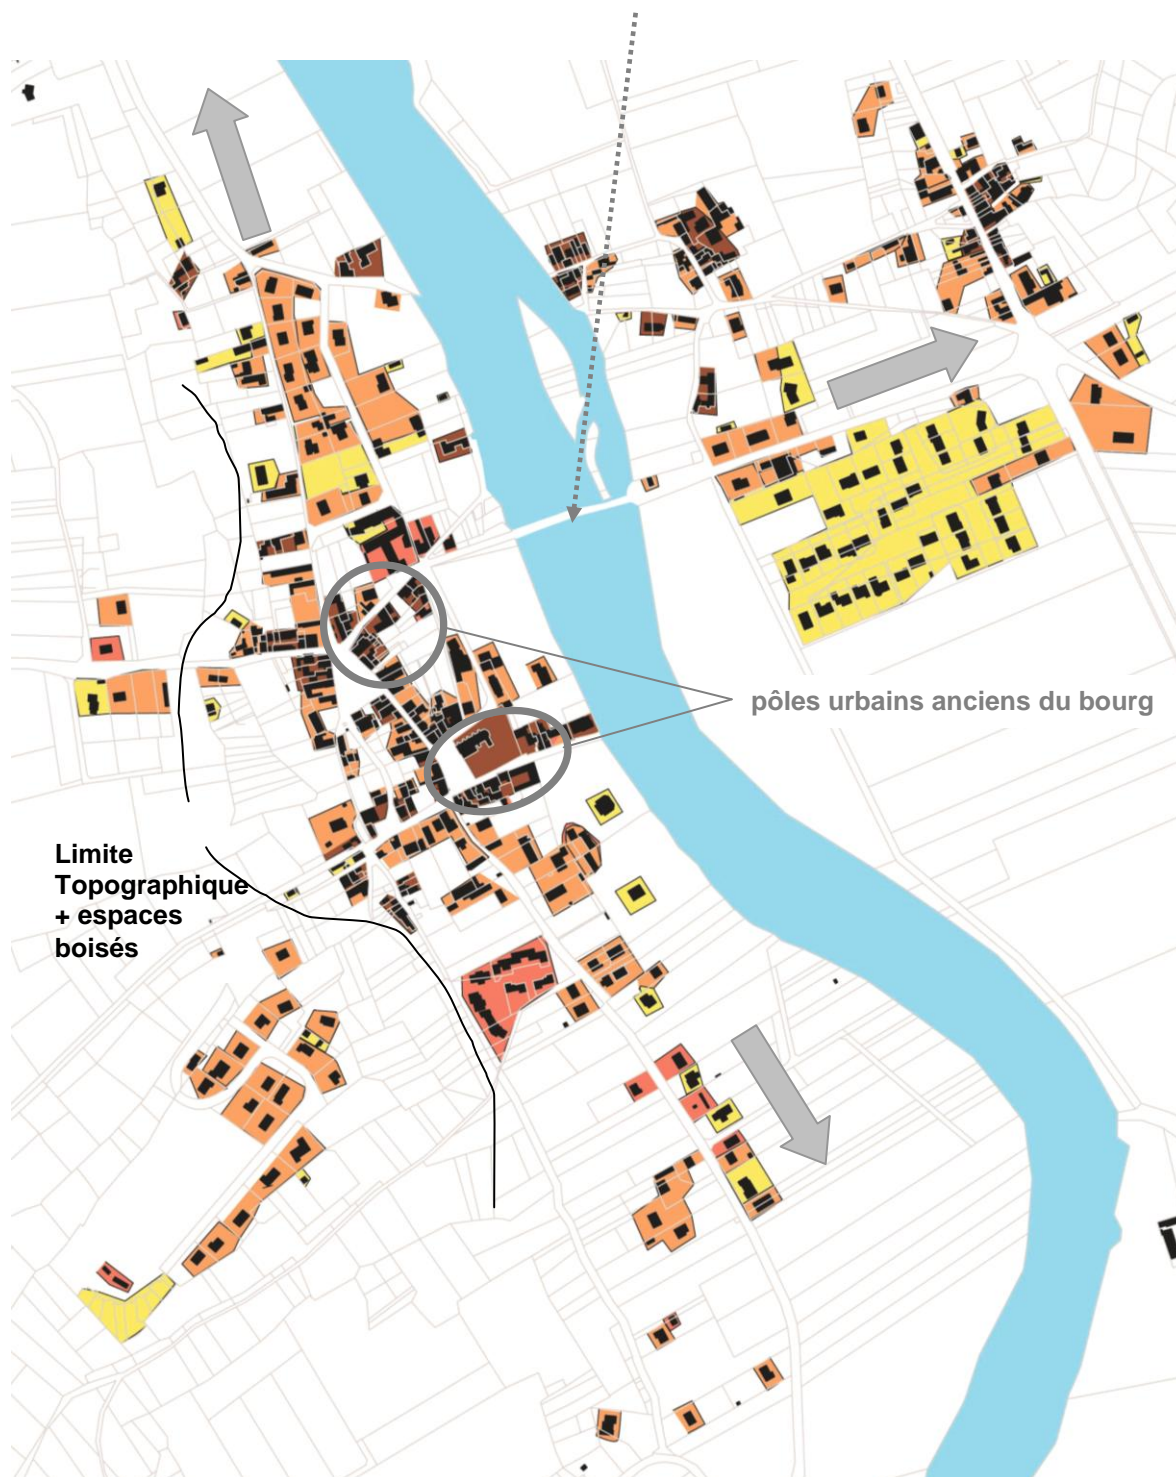 pôles urbains anciens du bourg
Limite
Topographique
+ espaces
boisés